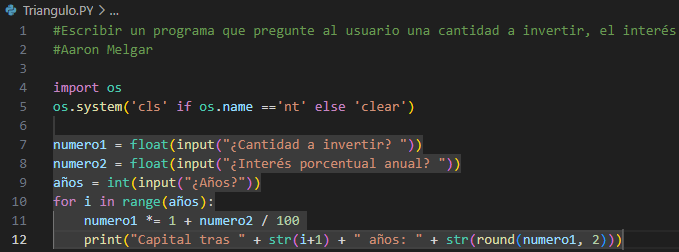 Triangulo.PY > ...
1 #Escribir un programa que pregunte al usuario una cantidad a invertir, el interés
2 #Aaron Melgar
3
4 import os
5 os.system('cls' if os.name =='nt' else 'clear')
6
7 numero1 = float(input("¿Cantidad a invertir? "))
8 numero2 = float(input("¿Interés porcentual anual? "))
9 años = int(input("¿Años?"))
10 for i in range(años):
11     numero1 *= 1 + numero2 / 100
12     print("Capital tras " + str(i+1) + " años: " + str(round(numero1, 2)))